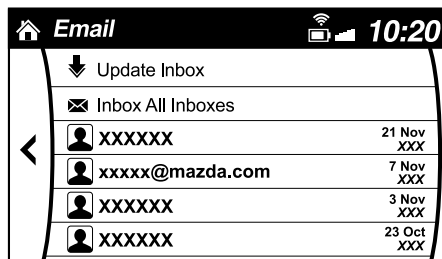 Email 10:20
Update Inbox
Inbox All Inboxes
XXXXXX 21 Nov
XXX
xxxxx@mazda.com 7 Nov
XXX
XXXXXX 3 Nov
XXX
XXXXXX 23 Oct
XXX